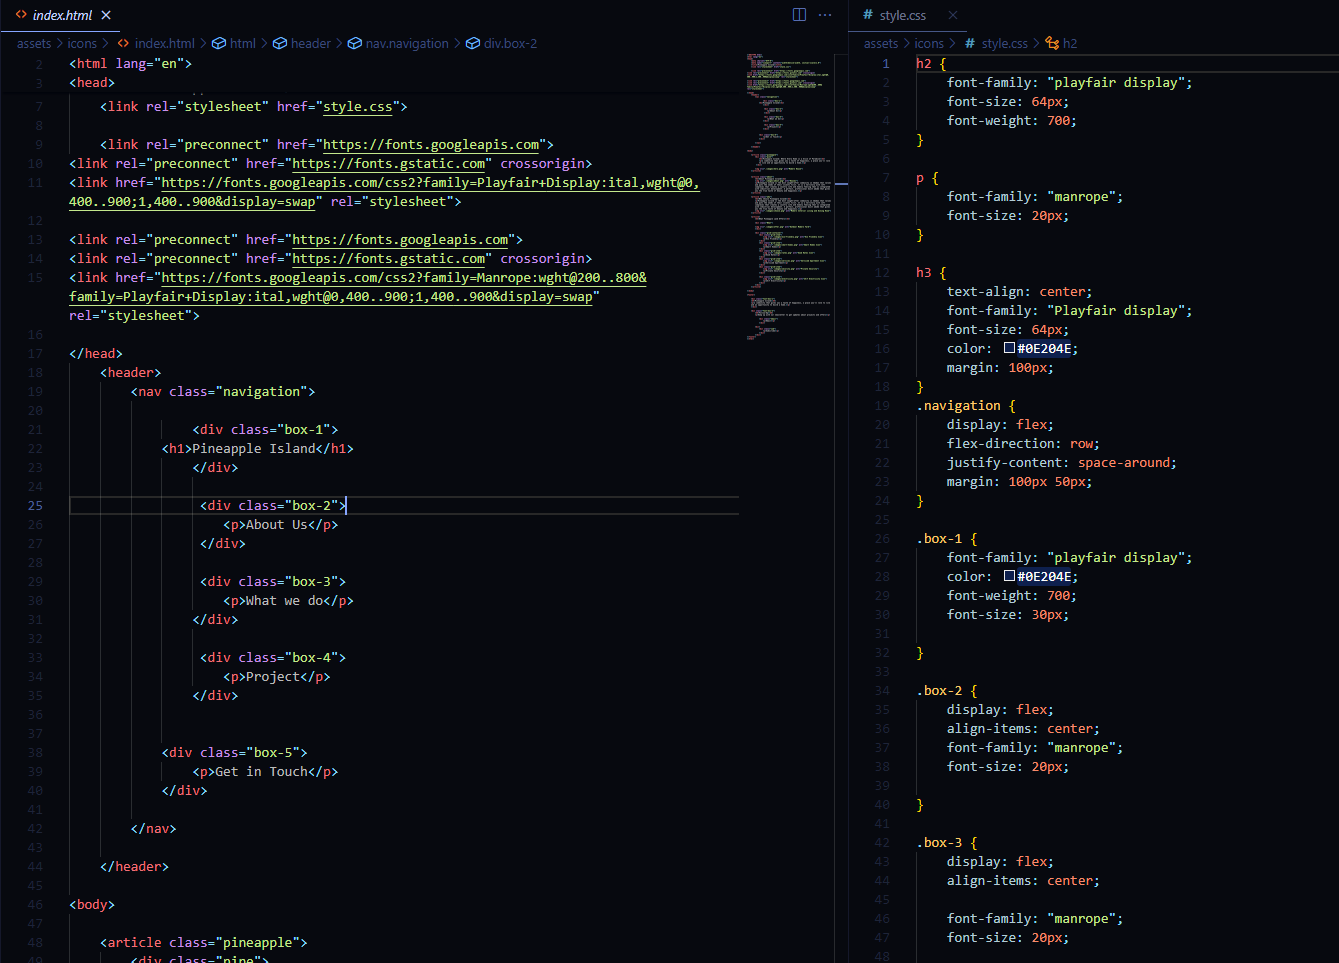 index.html
assets > icons > index.html > html > header > nav.navigation > div.box-2
2 <html lang="en">
3 <head>
7 <link rel="stylesheet" href="style.css">
8
9 <link rel="preconnect" href="https://fonts.googleapis.com">
10 <link rel="preconnect" href="https://fonts.gstatic.com" crossorigin>
11 <link href="https://fonts.googleapis.com/css2?family=Playfair+Display:ital,wght@0,
400..900;1,400..900&display=swap" rel="stylesheet">
12
13 <link rel="preconnect" href="https://fonts.googleapis.com">
14 <link rel="preconnect" href="https://fonts.gstatic.com" crossorigin>
15 <link href="https://fonts.googleapis.com/css2?family=Manrope:wght@200..800&
family=Playfair+Display:ital,wght@0,400..900;1,400..900&display=swap"
rel="stylesheet">
16
17 </head>
18 <header>
19 <nav class="navigation">
20
21 <div class="box-1">
22 <h1>Pineapple Island</h1>
23 </div>
24
25 <div class="box-2">
26 <p>About Us</p>
27 </div>
28
29 <div class="box-3">
30 <p>What we do</p>
31 </div>
32
33 <div class="box-4">
34 <p>Project</p>
35 </div>
36
37
38 <div class="box-5">
39 <p>Get in Touch</p>
40 </div>
41
42 </nav>
43
44 </header>
45
46 <body>
47
48 <article class="pineapple">
49 <div class="pine">
style.css
assets > icons > style.css > h2
1 h2 {
2 font-family: "playfair display";
3 font-size: 64px;
4 font-weight: 700;
5 }
6
7 p {
8 font-family: "manrope";
9 font-size: 20px;
10 }
11
12 h3 {
13 text-align: center;
14 font-family: "Playfair display";
15 font-size: 64px;
16 color: #0E204E;
17 margin: 100px;
18 }
19 .navigation {
20 display: flex;
21 flex-direction: row;
22 justify-content: space-around;
23 margin: 100px 50px;
24 }
25
26 .box-1 {
27 font-family: "playfair display";
28 color: #0E204E;
29 font-weight: 700;
30 font-size: 30px;
31
32 }
33
34 .box-2 {
35 display: flex;
36 align-items: center;
37 font-family: "manrope";
38 font-size: 20px;
39
40 }
41
42 .box-3 {
43 display: flex;
44 align-items: center;
45
46 font-family: "manrope";
47 font-size: 20px;
48